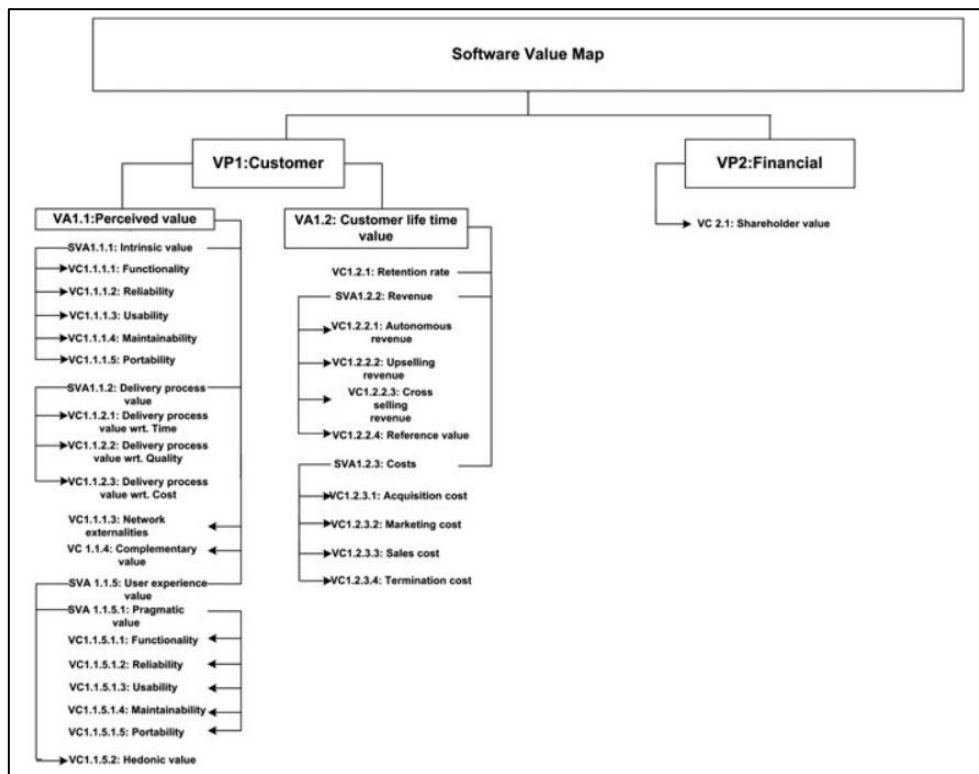 Software Value Map
VP1:Customer
VP2:Financial
VA1.1:Perceived value
SVA1.1.1: Intrinsic value
VC1.1.1.1: Functionality
VC1.1.1.2: Reliability
VC1.1.1.3: Usability
VC1.1.1.4: Maintainability
VC1.1.1.5: Portability
SVA1.1.2: Delivery process
value
VC1.1.2.1: Delivery process
value wrt. Time
VC1.1.2.2: Delivery process
value wrt. Quality
VC1.1.2.3: Delivery process
value wrt. Cost
VC1.1.1.3: Network
externalities
VC 1.1.4: Complementary
value
SVA 1.1.5: User experience
value
SVA 1.1.5.1: Pragmatic
value
VC1.1.5.1.1: Functionality
VC1.1.5.1.2: Reliability
VC1.1.5.1.3: Usability
VC1.1.5.1.4: Maintainability
VC1.1.5.1.5: Portability
VC1.1.5.2: Hedonic value
VA1.2: Customer life time
value
VC1.2.1: Retention rate
SVA1.2.2: Revenue
VC1.2.2.1: Autonomous
revenue
VC1.2.2.2: Upselling
revenue
VC1.2.2.3: Cross
selling
revenue
VC1.2.2.4: Reference value
SVA1.2.3: Costs
VC1.2.3.1: Acquisition cost
VC1.2.3.2: Marketing cost
VC1.2.3.3: Sales cost
VC1.2.3.4: Termination cost
VC 2.1: Shareholder value